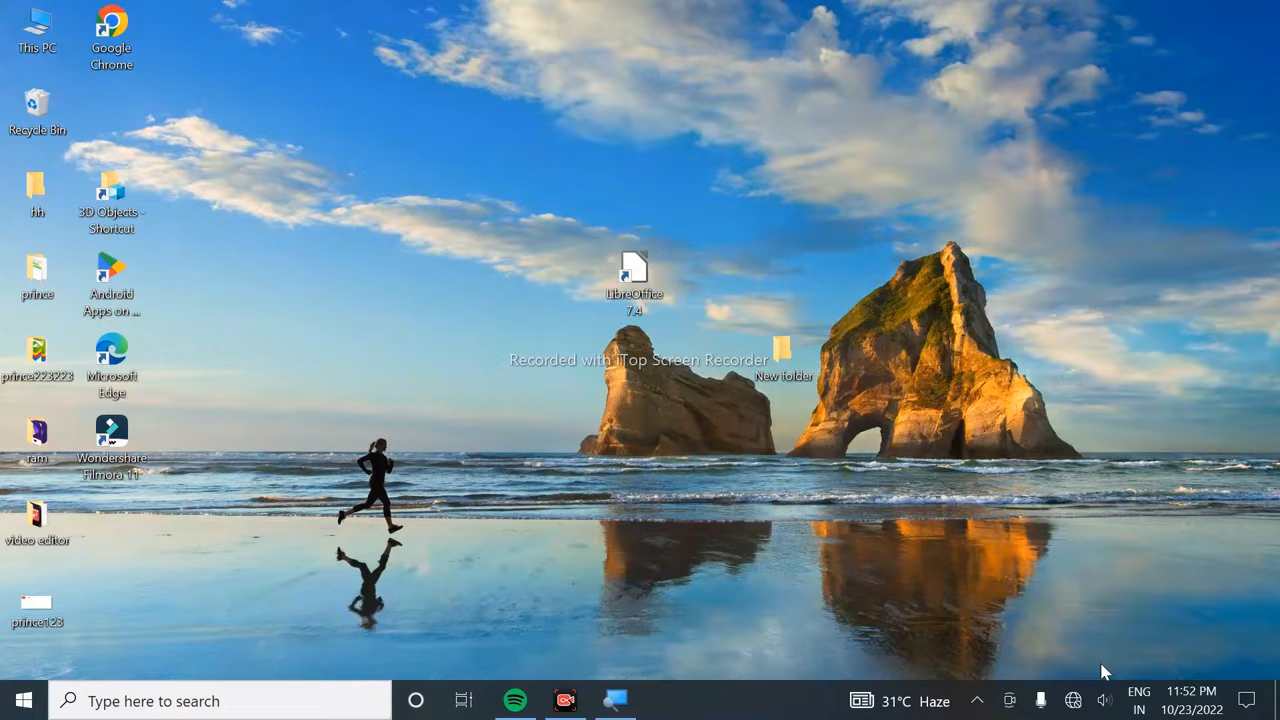 This PC
Google
Chrome
Recycle Bin
hh
3D Objects -
Shortcut
prince
Android
Apps on ...
LibreOffice
7.4
prince223223
Microsoft
Edge
Recorded with iTop Screen Recorder
New folder
ram
Wondershare
Filmora 11
video editor
prince123
Type here to search
31°C Haze
ENG
IN
11:52 PM
10/23/2022